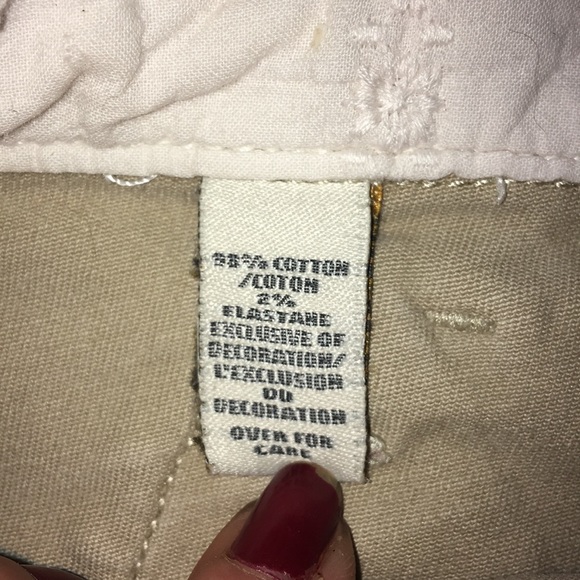 98% COTTON
/COTON
2%
ELASTANE
EXCLUSIVE OF
DECORATION/
L'EXCLUSION
DU
DECORATION
OVER FOR
CARE